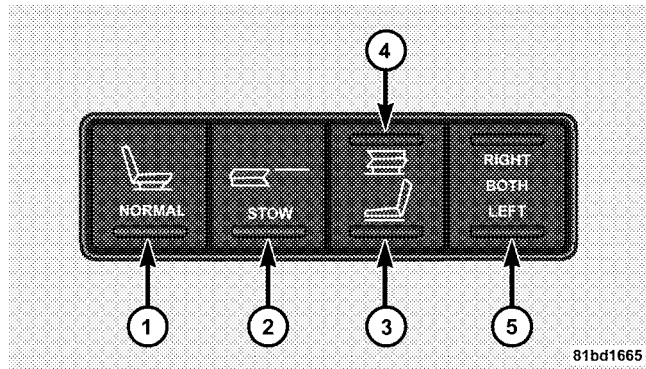 4
RIGHT
BOTH
NORMAL
STOW
LEFT
1
2
3
5
81bd1665